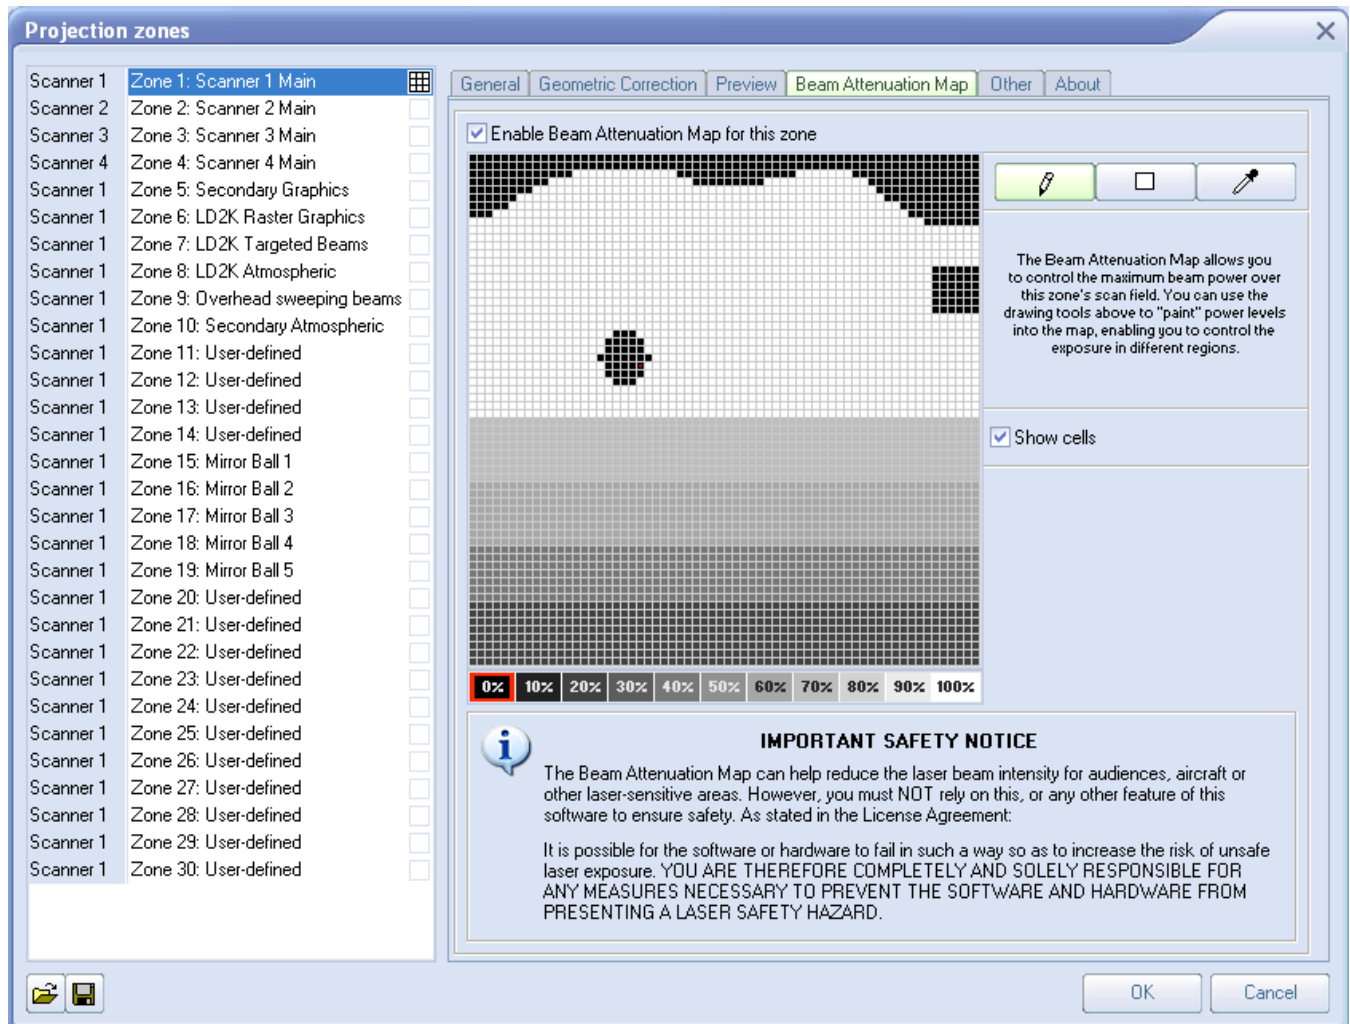 Projection zones
Scanner 1 Zone 1: Scanner 1 Main
Scanner 2 Zone 2: Scanner 2 Main
Scanner 3 Zone 3: Scanner 3 Main
Scanner 4 Zone 4: Scanner 4 Main
Scanner 1 Zone 5: Secondary Graphics
Scanner 1 Zone 6: LD2K Raster Graphics
Scanner 1 Zone 7: LD2K Targeted Beams
Scanner 1 Zone 8: LD2K Atmospheric
Scanner 1 Zone 9: Overhead sweeping beams
Scanner 1 Zone 10: Secondary Atmospheric
Scanner 1 Zone 11: User-defined
Scanner 1 Zone 12: User-defined
Scanner 1 Zone 13: User-defined
Scanner 1 Zone 14: User-defined
Scanner 1 Zone 15: Mirror Ball 1
Scanner 1 Zone 16: Mirror Ball 2
Scanner 1 Zone 17: Mirror Ball 3
Scanner 1 Zone 18: Mirror Ball 4
Scanner 1 Zone 19: Mirror Ball 5
Scanner 1 Zone 20: User-defined
Scanner 1 Zone 21: User-defined
Scanner 1 Zone 22: User-defined
Scanner 1 Zone 23: User-defined
Scanner 1 Zone 24: User-defined
Scanner 1 Zone 25: User-defined
Scanner 1 Zone 26: User-defined
Scanner 1 Zone 27: User-defined
Scanner 1 Zone 28: User-defined
Scanner 1 Zone 29: User-defined
Scanner 1 Zone 30: User-defined
General Geometric Correction Preview Beam Attenuation Map Other About
Enable Beam Attenuation Map for this zone
The Beam Attenuation Map allows you
to control the maximum beam power over
this zone's scan field. You can use the
drawing tools above to "paint" power levels
into the map, enabling you to control the
exposure in different regions.
Show cells
0% 10% 20% 30% 40% 50% 60% 70% 80% 90% 100%
IMPORTANT SAFETY NOTICE
The Beam Attenuation Map can help reduce the laser beam intensity for audiences, aircraft or
other laser-sensitive areas. However, you must NOT rely on this, or any other feature of this
software to ensure safety. As stated in the License Agreement:
It is possible for the software or hardware to fail in such a way so as to increase the risk of unsafe
laser exposure. YOU ARE THEREFORE COMPLETELY AND SOLELY RESPONSIBLE FOR
ANY MEASURES NECESSARY TO PREVENT THE SOFTWARE AND HARDWARE FROM
PRESENTING A LASER SAFETY HAZARD.
OK Cancel